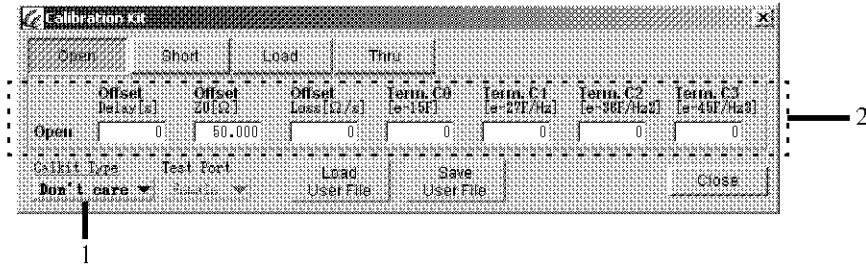 Calibration Kit
Open Short Load Thru
Offset Offset Offset Term. C0 Term. C1 Term. C2 Term. C3
Delay[s] Z0[Ω] Loss[Ω/s] [e-15F] [e-27F/Hz] [e-36F/Hz2] [e-45F/Hz3]
Open 0 50.000 0 0 0 0 0
2
Calkit Type Test Port Load Save
Don't care User File User File Close
1